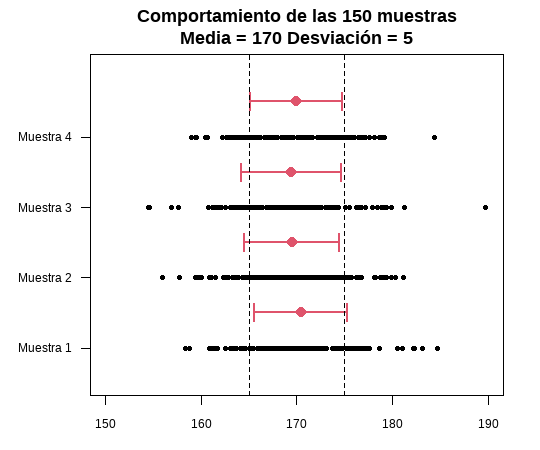 Comportamiento de las 150 muestras
Media = 170 Desviación = 5
Muestra 4
Muestra 3
Muestra 2
Muestra 1
150 160 170 180 190